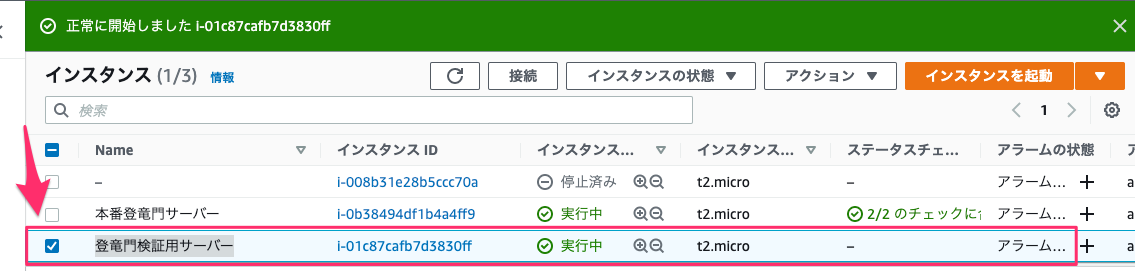 正常に開始しました i-01c87cafb7d3830ff
インスタンス (1/3) 情報 接続 インスタンスの状態 アクション インスタンスを起動
検索 1
Name インスタンス ID インスタンス... インスタンス... ステータスチェ... アラームの状態
– i-008b31e28b5ccc70a 停止済み t2.micro – アラーム...
本番登竜門サーバー i-0b38494df1b4a4ff9 実行中 t2.micro 2/2 のチェックに アラーム... a
登竜門検証用サーバー i-01c87cafb7d3830ff 実行中 t2.micro – アラーム... a